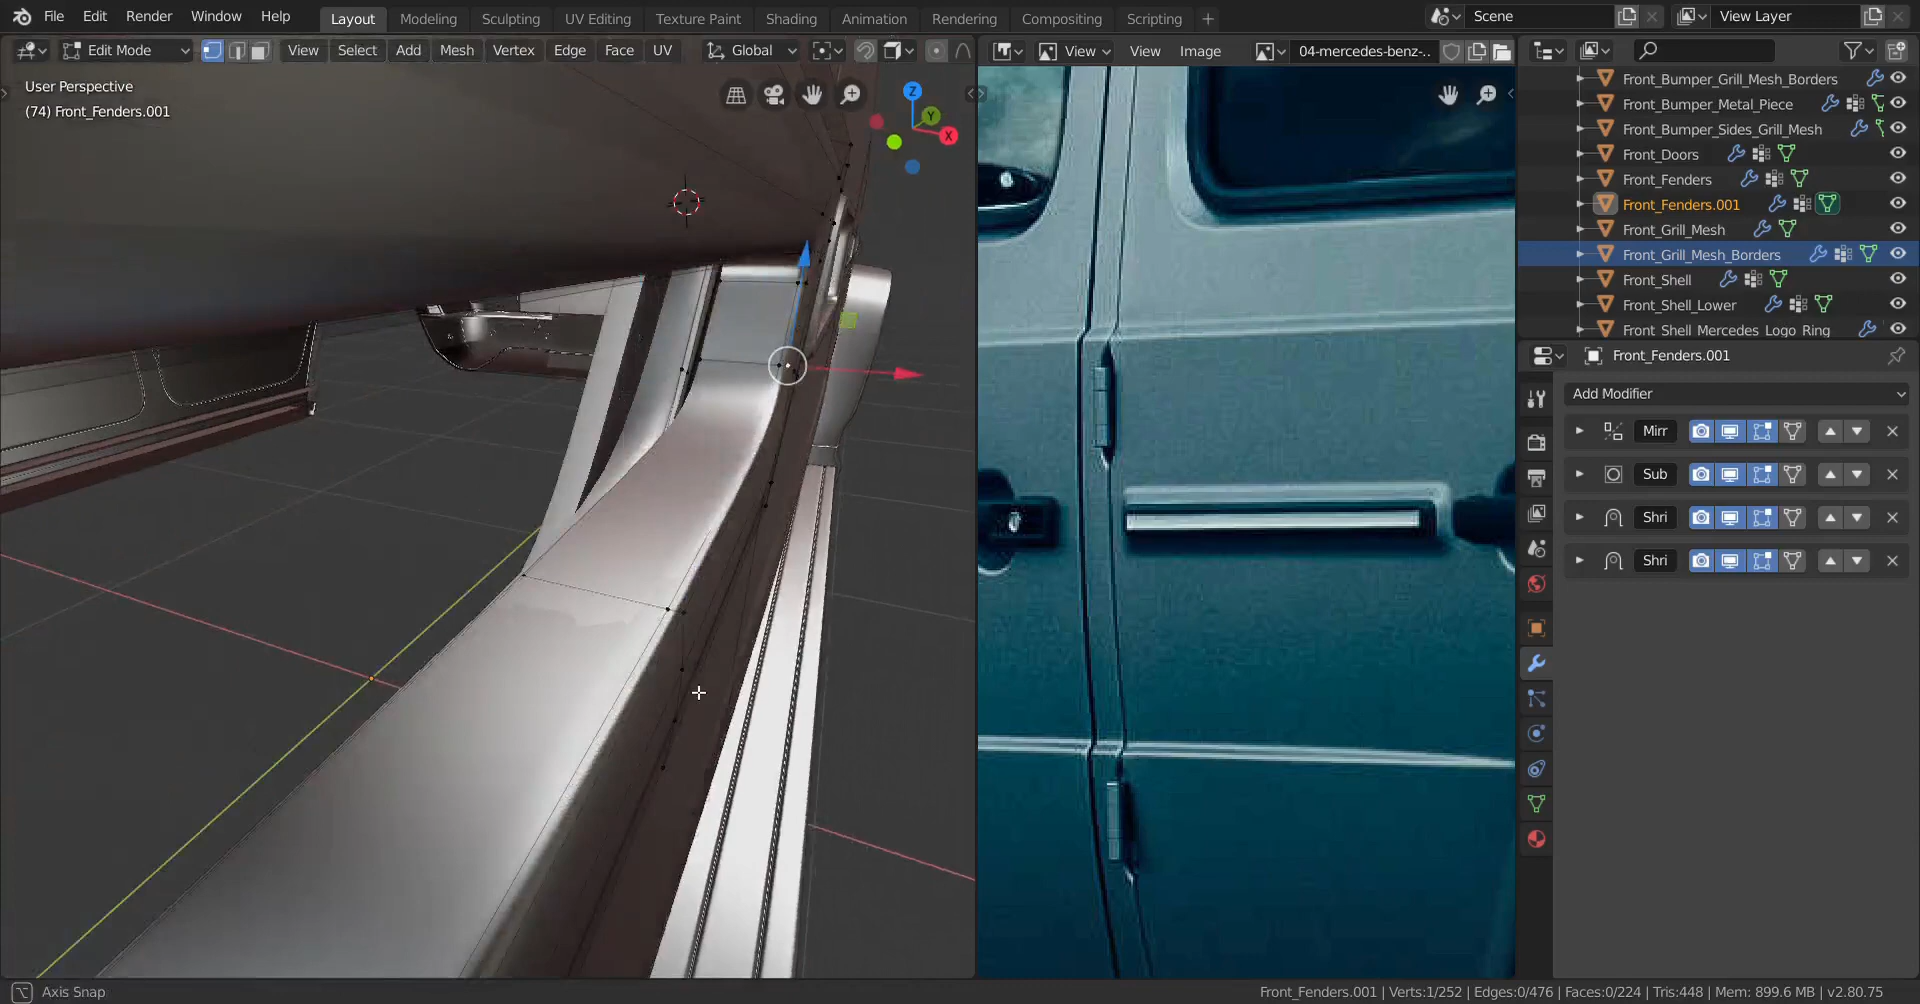 File Edit Render Window Help Layout Modeling Sculpting UV Editing Texture Paint Shading Animation Rendering Compositing Scripting + Scene View Layer
Edit Mode View Select Add Mesh Vertex Edge Face UV Global View View Image 04-mercedes-benz-..
User Perspective
(74) Front_Fenders.001
Z
Y
X
Front_Bumper_Grill_Mesh_Borders
Front_Bumper_Metal_Piece
Front_Bumper_Sides_Grill_Mesh
Front_Doors
Front_Fenders
Front_Fenders.001
Front_Grill_Mesh
Front_Grill_Mesh_Borders
Front_Shell
Front_Shell_Lower
Front_Shell_Mercedes_Logo_Ring
Front_Fenders.001
Add Modifier
Mirr
Sub
Shri
Shri
Axis Snap
Front_Fenders.001 | Verts:1/252 | Edges:0/476 | Faces:0/224 | Tris:448 | Mem: 899.6 MB | v2.80.75